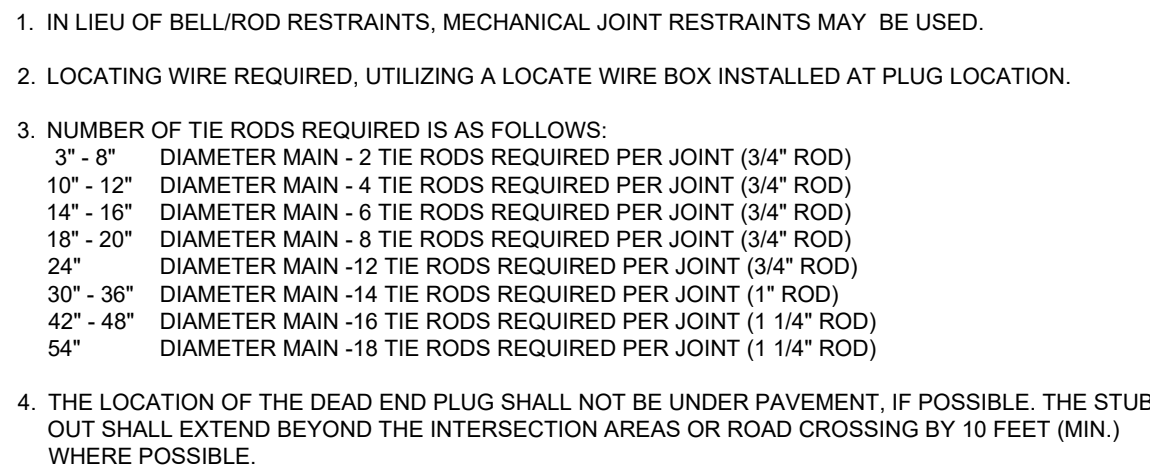 1. IN LIEU OF BELL/ROD RESTRAINTS, MECHANICAL JOINT RESTRAINTS MAY BE USED.
2. LOCATING WIRE REQUIRED, UTILIZING A LOCATE WIRE BOX INSTALLED AT PLUG LOCATION.
3. NUMBER OF TIE RODS REQUIRED IS AS FOLLOWS:
3" - 8" DIAMETER MAIN - 2 TIE RODS REQUIRED PER JOINT (3/4" ROD)
10" - 12" DIAMETER MAIN - 4 TIE RODS REQUIRED PER JOINT (3/4" ROD)
14" - 16" DIAMETER MAIN - 6 TIE RODS REQUIRED PER JOINT (3/4" ROD)
18" - 20" DIAMETER MAIN - 8 TIE RODS REQUIRED PER JOINT (3/4" ROD)
24" DIAMETER MAIN -12 TIE RODS REQUIRED PER JOINT (3/4" ROD)
30" - 36" DIAMETER MAIN -14 TIE RODS REQUIRED PER JOINT (1" ROD)
42" - 48" DIAMETER MAIN -16 TIE RODS REQUIRED PER JOINT (1 1/4" ROD)
54" DIAMETER MAIN -18 TIE RODS REQUIRED PER JOINT (1 1/4" ROD)
4. THE LOCATION OF THE DEAD END PLUG SHALL NOT BE UNDER PAVEMENT, IF POSSIBLE. THE STUB
OUT SHALL EXTEND BEYOND THE INTERSECTION AREAS OR ROAD CROSSING BY 10 FEET (MIN.)
WHERE POSSIBLE.